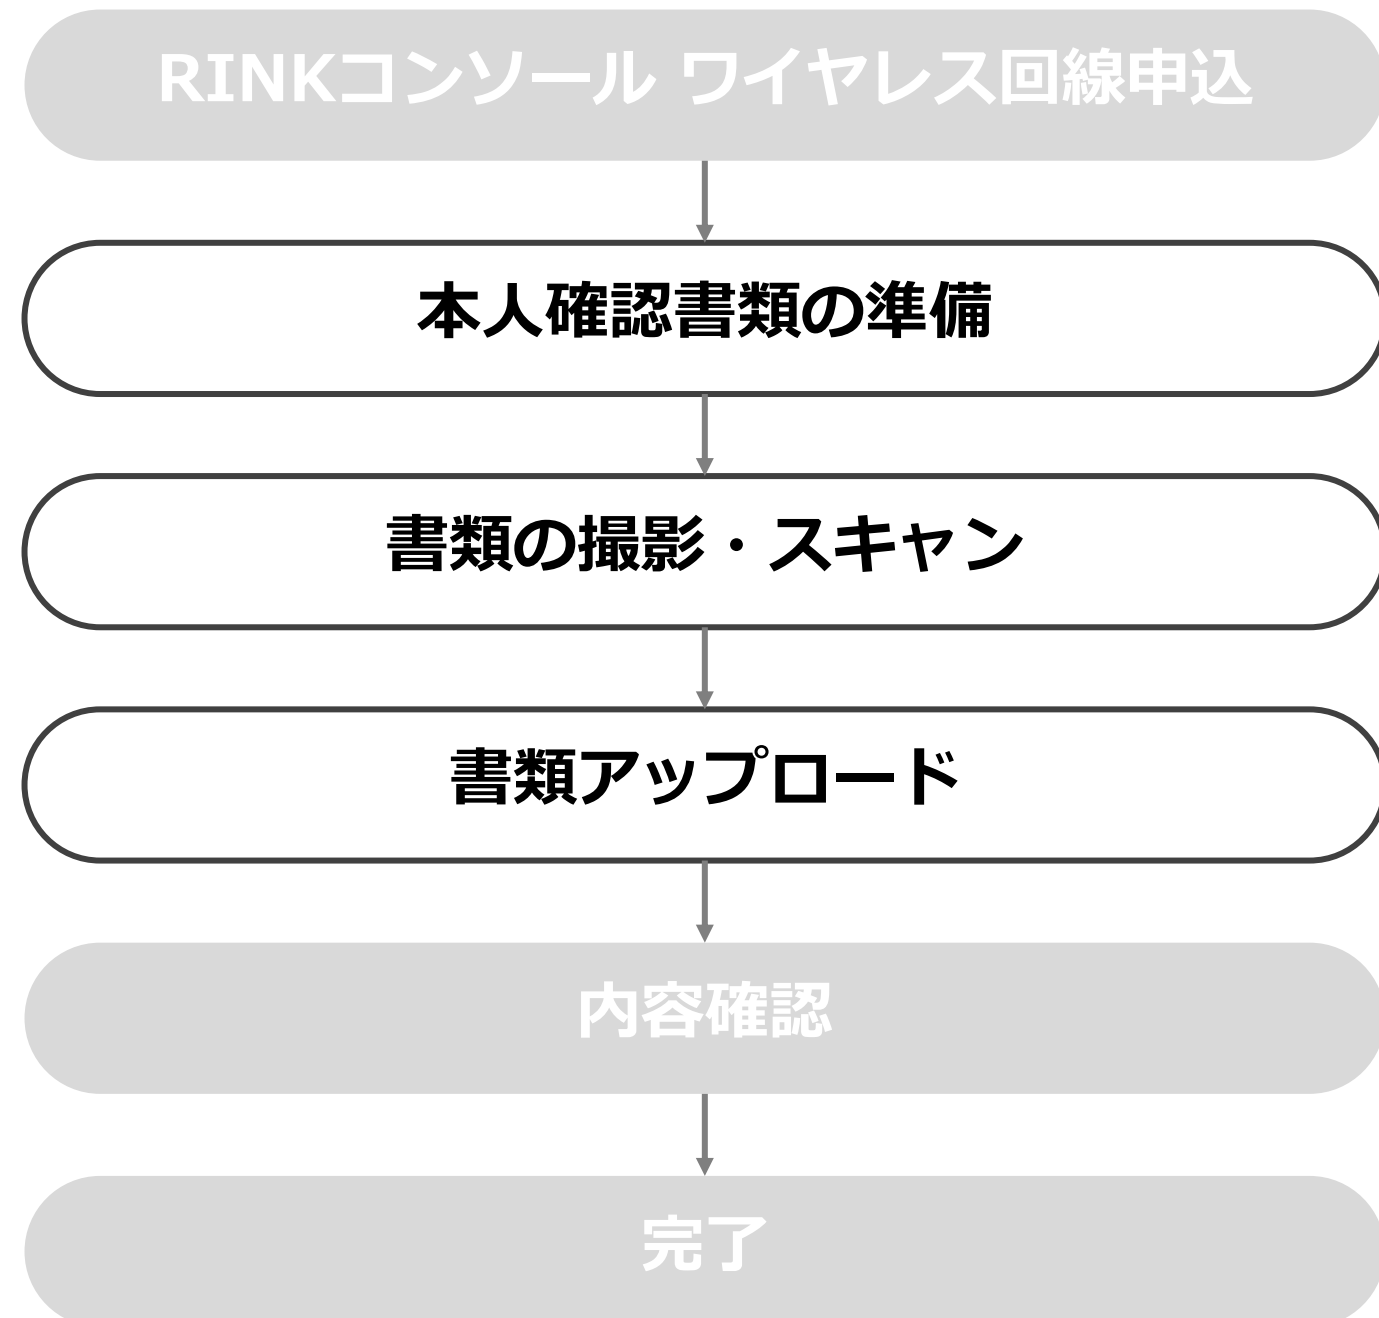 RINKコンソール ワイヤレス回線申込
本人確認書類の準備
書類の撮影・スキャン
書類アップロード
内容確認
完了